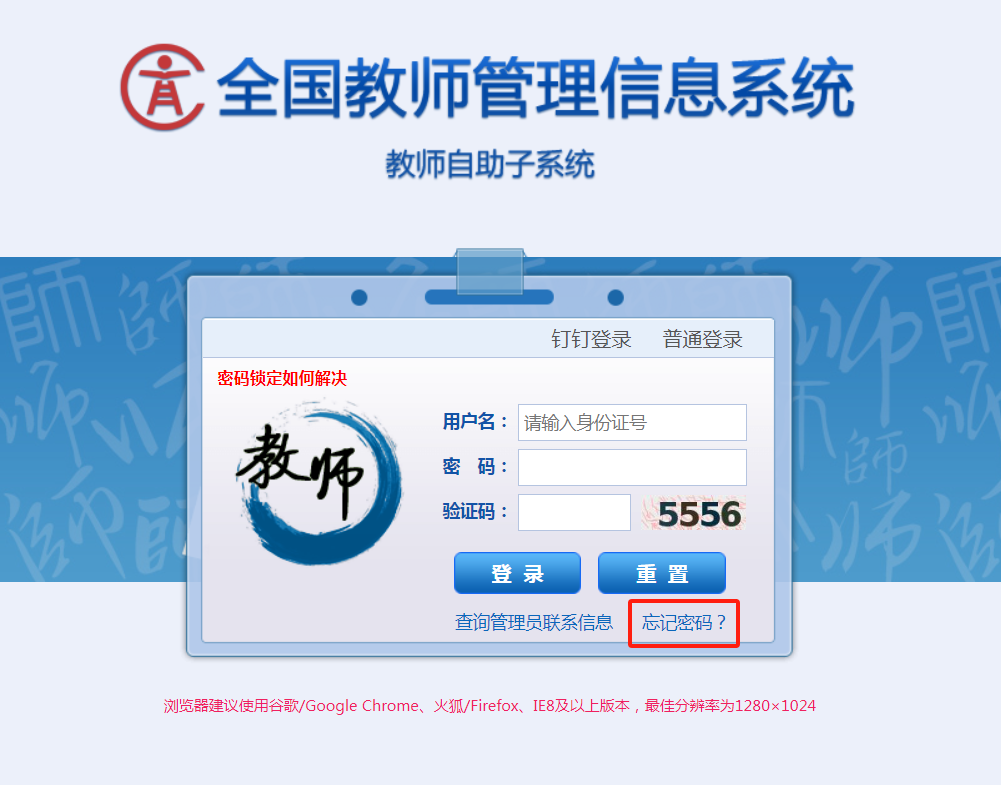 全国教师管理信息系统
教师自助子系统
钉钉登录 普通登录
密码锁定如何解决
教师
用户名： 请输入身份证号
密 码：
验证码： 5556
登 录 重 置
查询管理员联系信息 忘记密码？
浏览器建议使用谷歌/Google Chrome、火狐/Firefox、IE8及以上版本，最佳分辨率为1280×1024